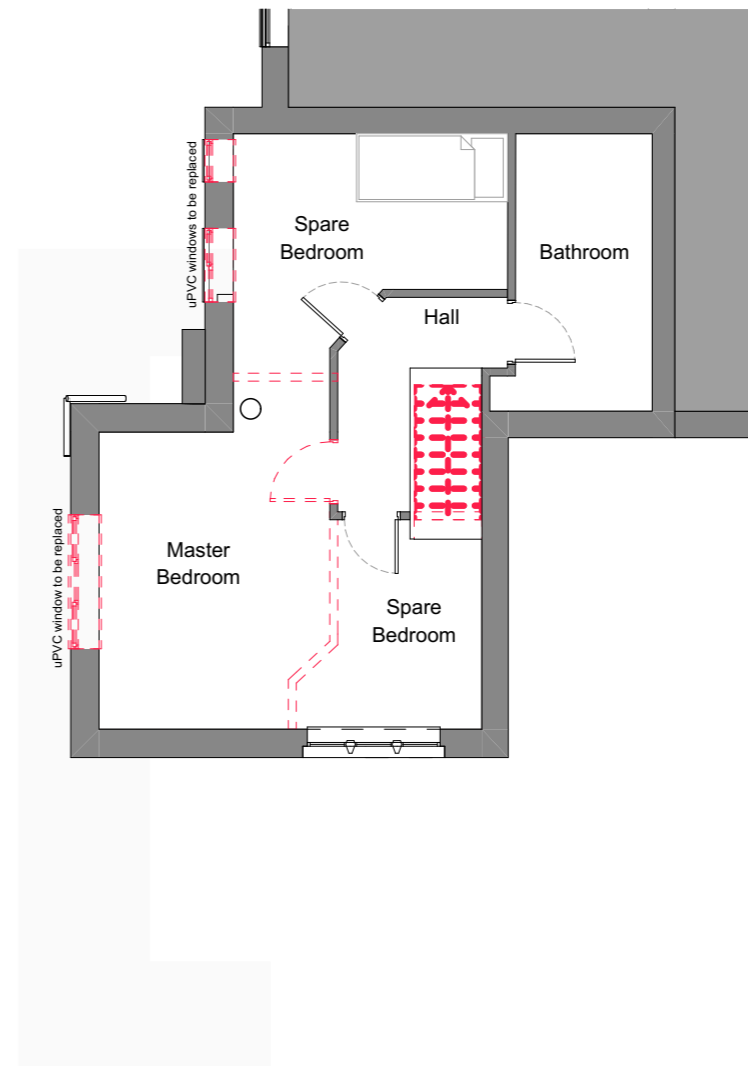 uPVC windows to be replaced
Spare
Bedroom
Bathroom
Hall
uPVC window to be replaced
Master
Bedroom
Spare
Bedroom